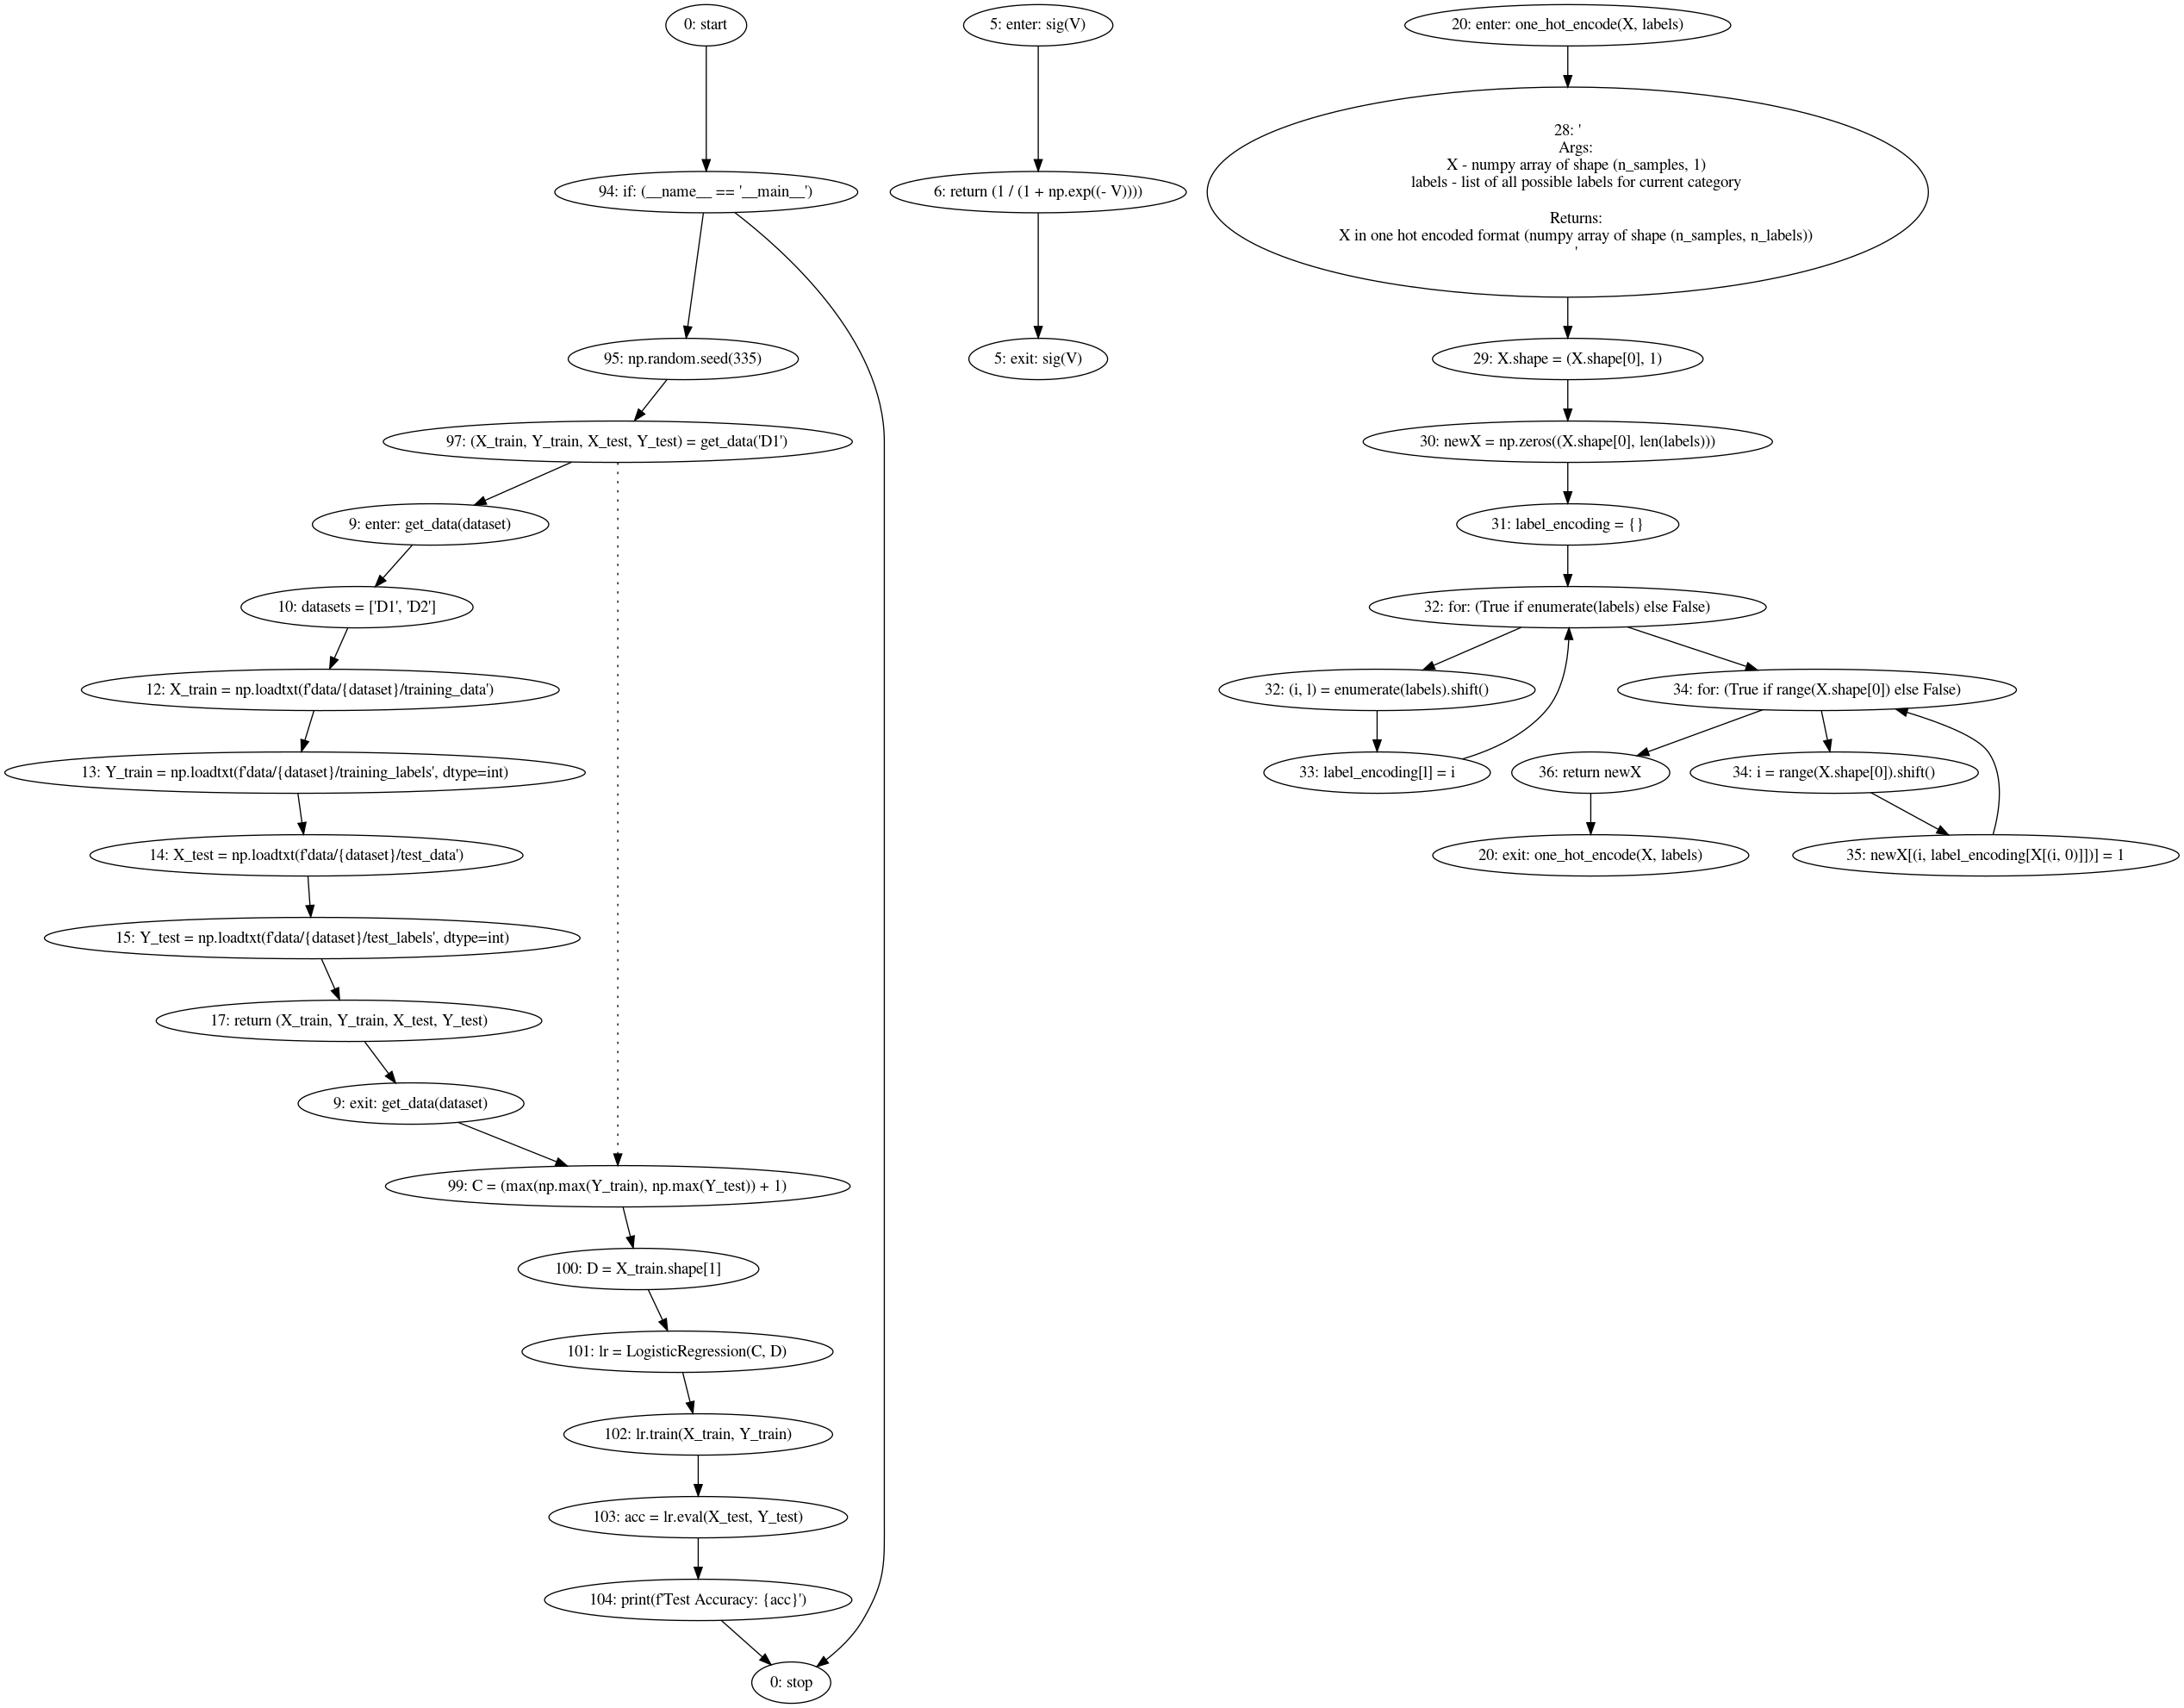 0: start
94: if: (__name__ == '__main__')
95: np.random.seed(335)
97: (X_train, Y_train, X_test, Y_test) = get_data('D1')
9: enter: get_data(dataset)
10: datasets = ['D1', 'D2']
12: X_train = np.loadtxt(f'data/{dataset}/training_data')
13: Y_train = np.loadtxt(f'data/{dataset}/training_labels', dtype=int)
14: X_test = np.loadtxt(f'data/{dataset}/test_data')
15: Y_test = np.loadtxt(f'data/{dataset}/test_labels', dtype=int)
17: return (X_train, Y_train, X_test, Y_test)
9: exit: get_data(dataset)
99: C = (max(np.max(Y_train), np.max(Y_test)) + 1)
100: D = X_train.shape[1]
101: lr = LogisticRegression(C, D)
102: lr.train(X_train, Y_train)
103: acc = lr.eval(X_test, Y_test)
104: print(f'Test Accuracy: {acc}')
0: stop
5: enter: sig(V)
6: return (1 / (1 + np.exp((- V))))
5: exit: sig(V)
20: enter: one_hot_encode(X, labels)
28: '
Args:
X - numpy array of shape (n_samples, 1)
labels - list of all possible labels for current category
Returns:
X in one hot encoded format (numpy array of shape (n_samples, n_labels))
'
29: X.shape = (X.shape[0], 1)
30: newX = np.zeros((X.shape[0], len(labels)))
31: label_encoding = {}
32: for: (True if enumerate(labels) else False)
32: (i, l) = enumerate(labels).shift()
34: for: (True if range(X.shape[0]) else False)
33: label_encoding[l] = i
36: return newX
34: i = range(X.shape[0]).shift()
20: exit: one_hot_encode(X, labels)
35: newX[(i, label_encoding[X[(i, 0)]])] = 1